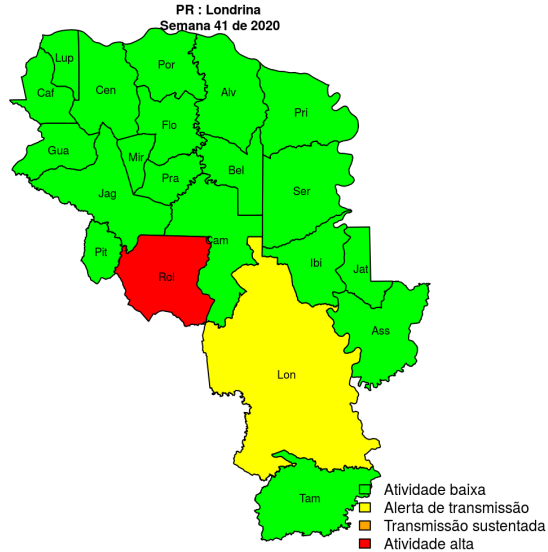 PR : Londrina
Semana 41 de 2020
Lup
Por
Caf
Cen
Alv
Pri
Flo
Gua
Mir
Bel
Pra
Jag
Ser
Cam
Pit
Rol
Ibi
Jat
Ass
Lon
Tam
Atividade baixa
Alerta de transmissão
Transmissão sustentada
Atividade alta